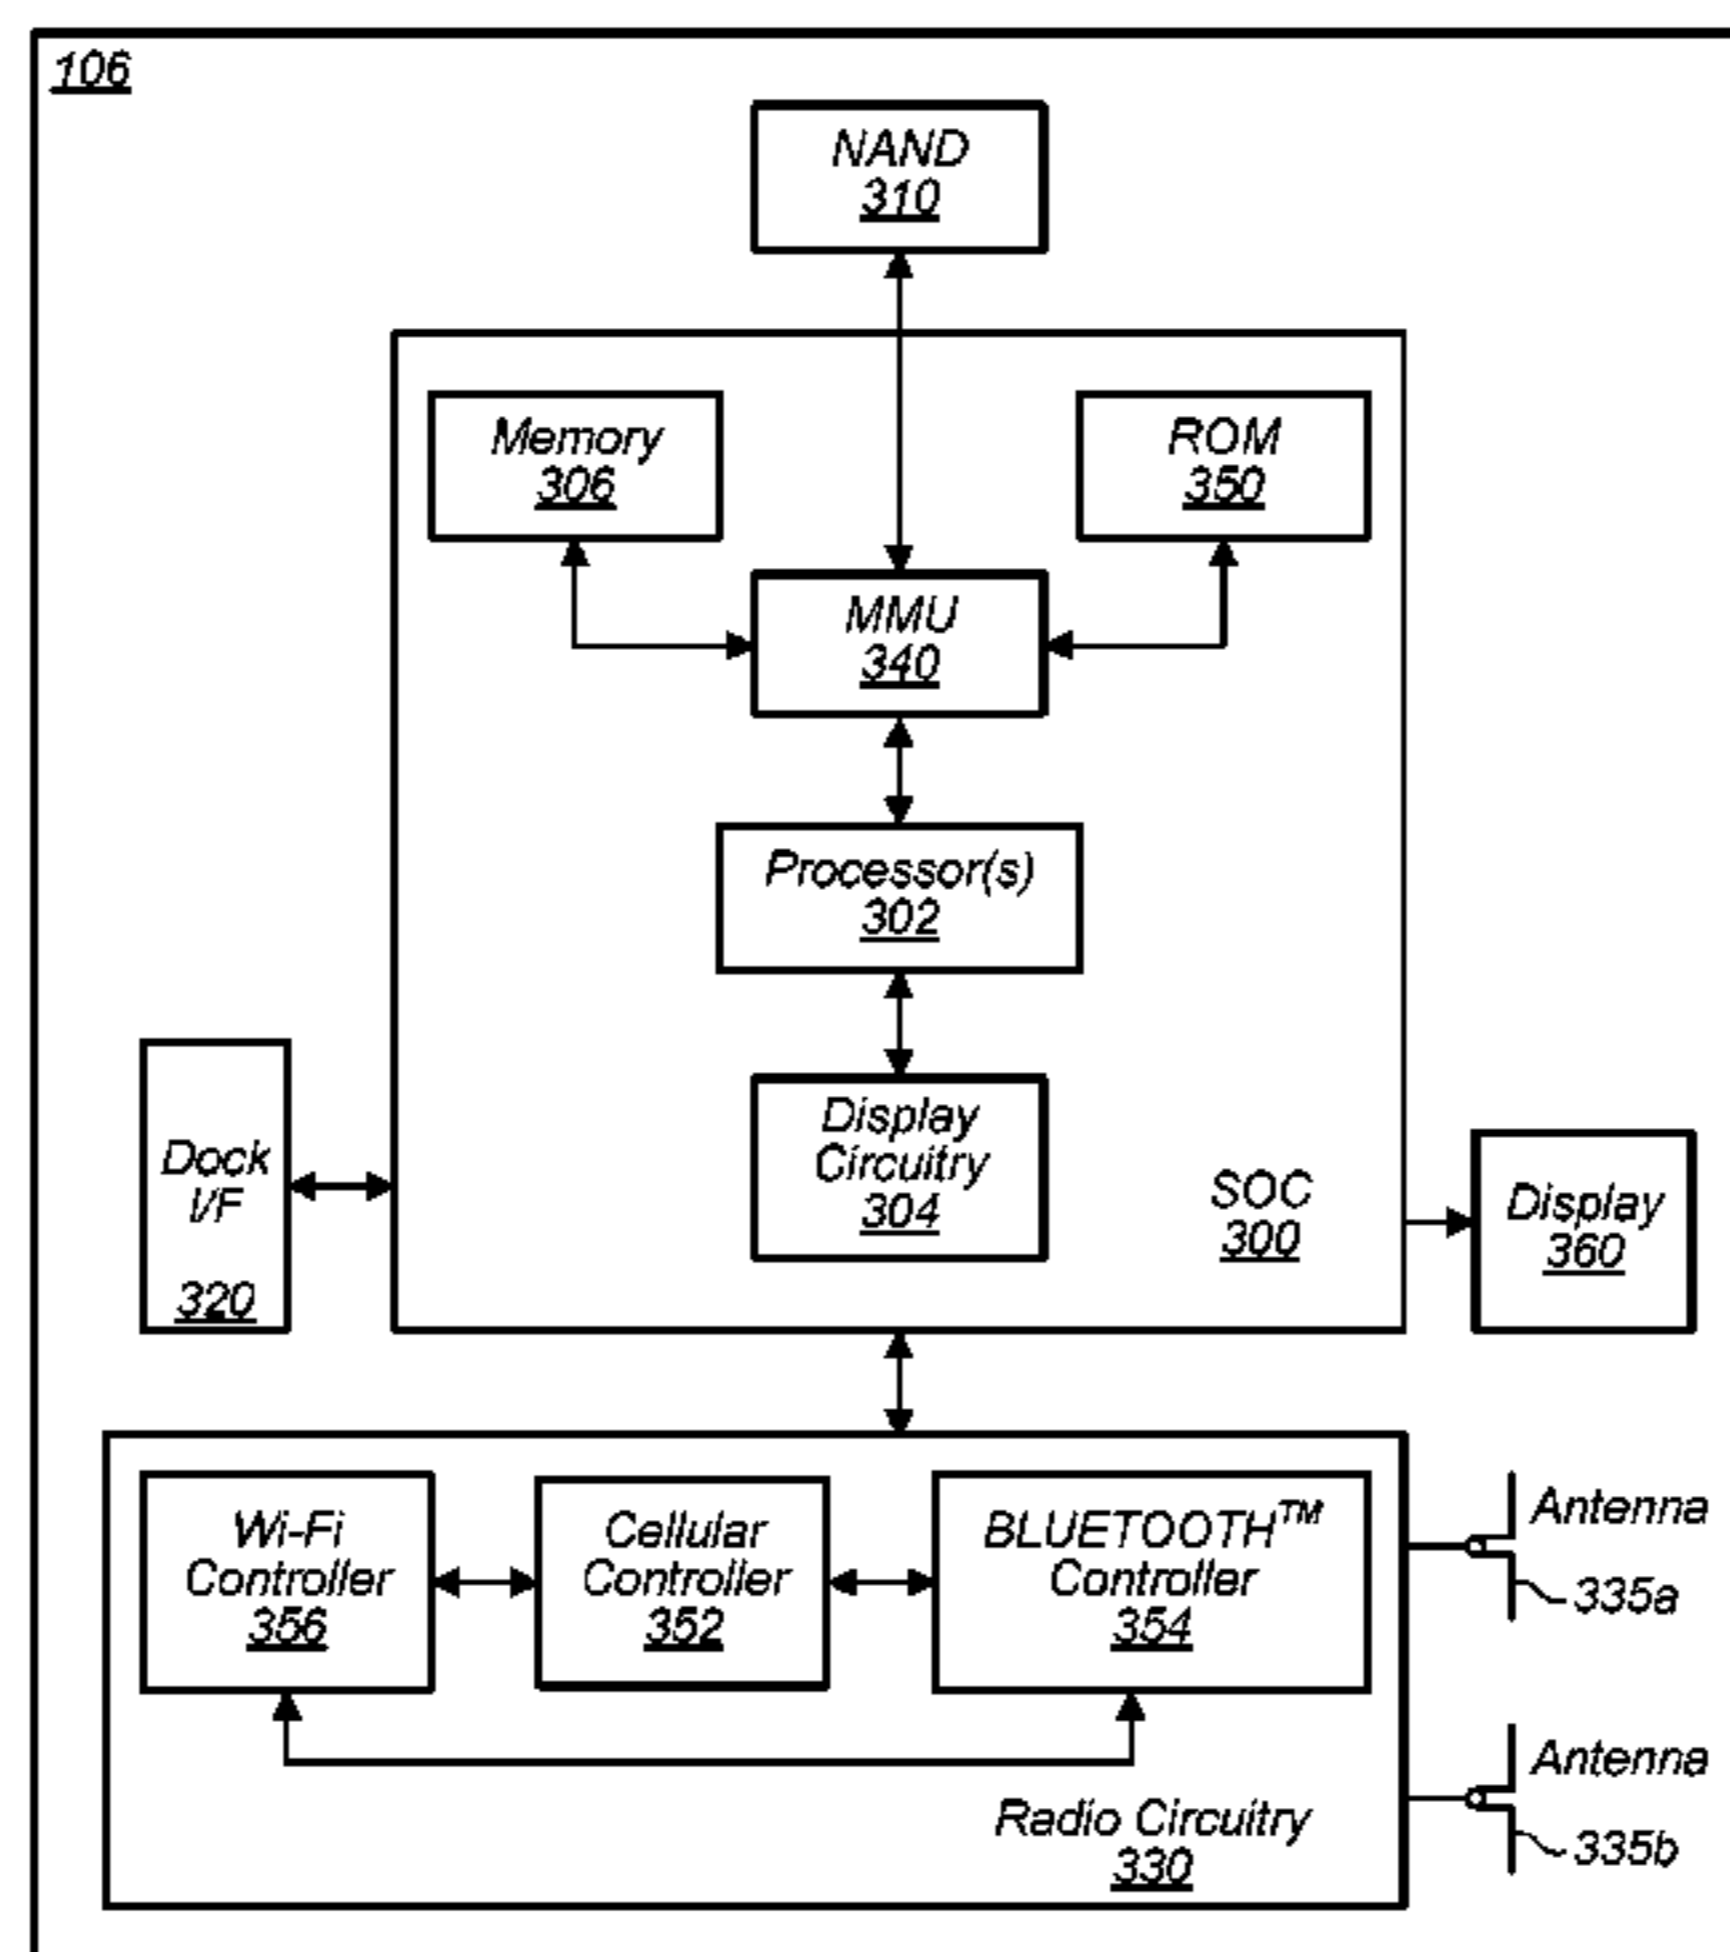 106
NAND
310
Memory
306
ROM
350
MMU
340
Processor(s)
302
Display
Circuitry
304
Dock
I/F
320
SOC
300
Display
360
Wi-Fi
Controller
356
Cellular
Controller
352
BLUETOOTH™
Controller
354
Radio Circuitry
330
Antenna
335a
Antenna
335b